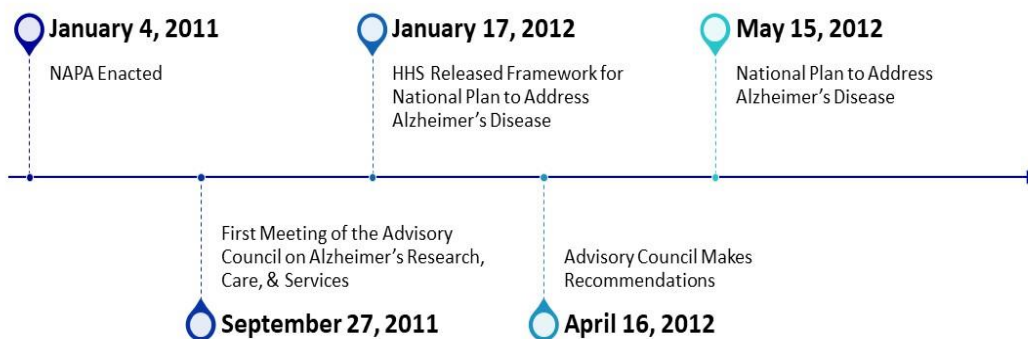 January 4, 2011
NAPA Enacted
September 27, 2011
First Meeting of the Advisory
Council on Alzheimer's Research,
Care, & Services
January 17, 2012
HHS Released Framework for
National Plan to Address
Alzheimer's Disease
April 16, 2012
Advisory Council Makes
Recommendations
May 15, 2012
National Plan to Address
Alzheimer's Disease